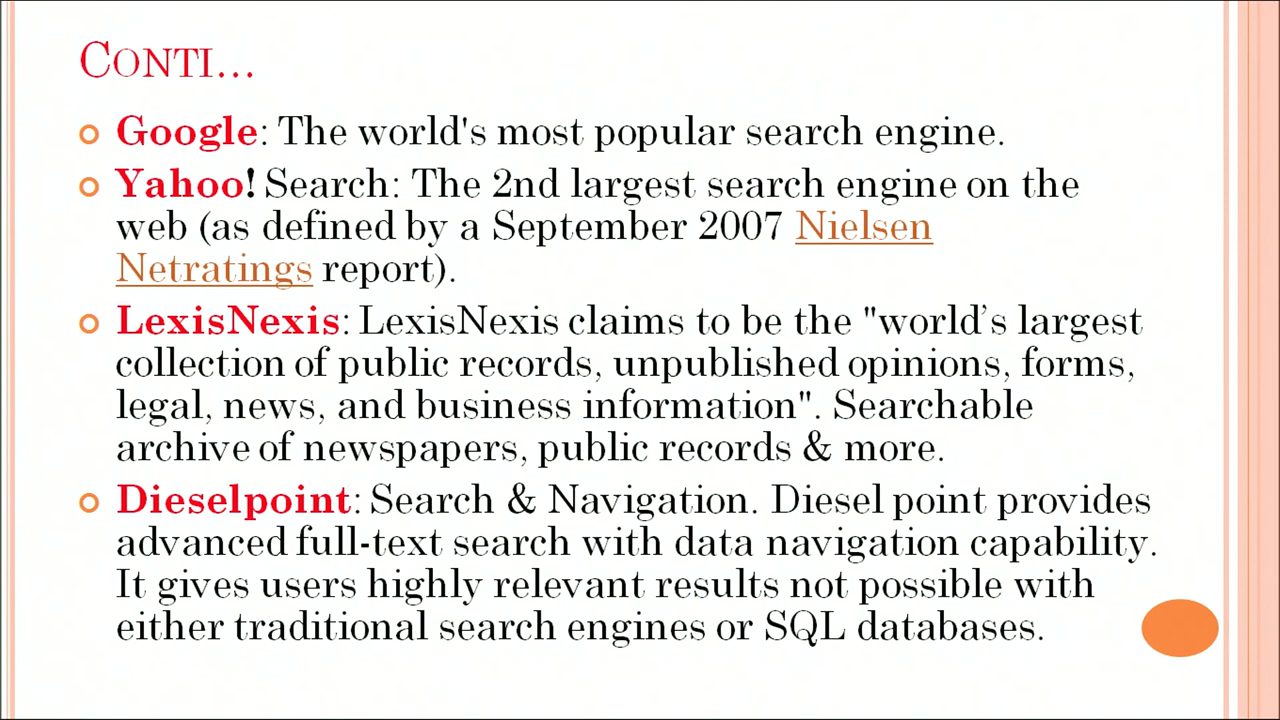 CONTI...
Google: The world's most popular search engine.
Yahoo! Search: The 2nd largest search engine on the
web (as defined by a September 2007 Nielsen
Netratings report).
LexisNexis: LexisNexis claims to be the "world’s largest
collection of public records, unpublished opinions, forms,
legal, news, and business information". Searchable
archive of newspapers, public records & more.
Dieselpoint: Search & Navigation. Diesel point provides
advanced full-text search with data navigation capability.
It gives users highly relevant results not possible with
either traditional search engines or SQL databases.